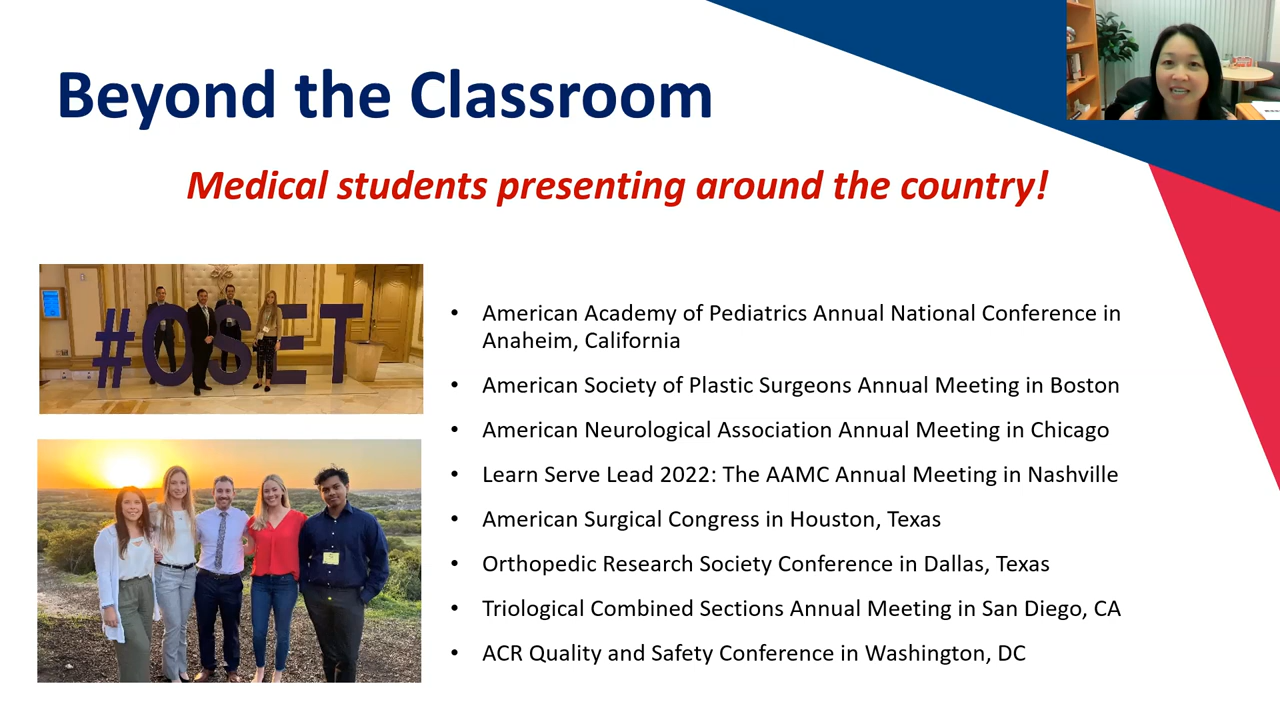 Beyond the Classroom
Medical students presenting around the country!
#OSET
• American Academy of Pediatrics Annual National Conference in
Anaheim, California
• American Society of Plastic Surgeons Annual Meeting in Boston
• American Neurological Association Annual Meeting in Chicago
• Learn Serve Lead 2022: The AAMC Annual Meeting in Nashville
• American Surgical Congress in Houston, Texas
• Orthopedic Research Society Conference in Dallas, Texas
• Triological Combined Sections Annual Meeting in San Diego, CA
• ACR Quality and Safety Conference in Washington, DC